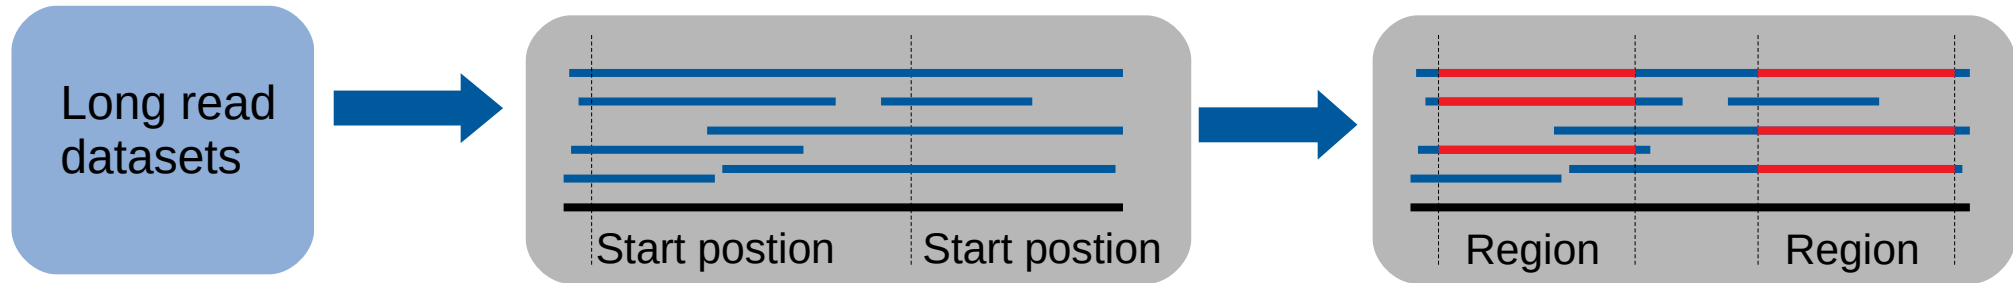 Long read
datasets
Start postion
Start postion
Region
Region